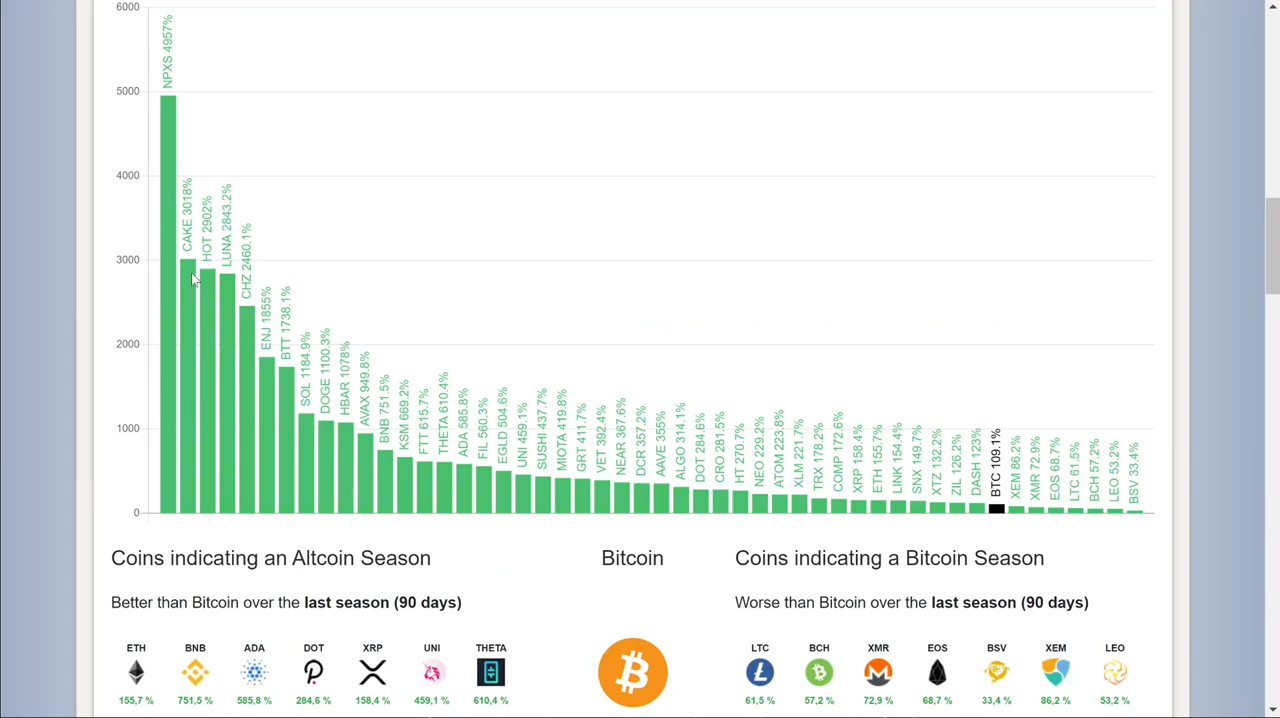 6000
5000
4000
3000
2000
1000
0
NPXS 4957%
CAKE 3018%
HOT 2902%
LUNA 2843.2%
CHZ 2460.1%
ENJ 1855%
BTT 1738.1%
SOL 1184.9%
DOGE 1100.3%
HBAR 1078%
AVAX 949.8%
BNB 751.5%
KSM 669.2%
FTT 615.7%
THETA 610.4%
ADA 585.8%
FIL 560.3%
EGLD 504.6%
UNI 459.1%
SUSHI 437.7%
MIOTA 419.8%
GRT 411.7%
VET 392.4%
NEAR 367.6%
DCR 357.2%
AAVE 355%
ALGO 314.1%
DOT 284.6%
CRO 281.5%
HT 270.7%
NEO 229.2%
ATOM 223.8%
XLM 221.7%
TRX 178.2%
COMP 172.6%
XRP 158.4%
ETH 155.7%
LINK 154.4%
SNX 149.7%
XTZ 132.2%
ZIL 126.2%
DASH 123%
BTC 109.1%
XEM 86.2%
XMR 72.9%
EOS 68.7%
LTC 61.5%
BCH 57.2%
LEO 53.2%
BSV 33.4%
Coins indicating an Altcoin Season
Better than Bitcoin over the last season (90 days)
ETH BNB ADA DOT XRP UNI THETA
155,7 % 751,5 % 585,8 % 284,6 % 158,4 % 459,1 % 610,4 %
Bitcoin
Coins indicating a Bitcoin Season
Worse than Bitcoin over the last season (90 days)
LTC BCH XMR EOS BSV XEM LEO
61,5 % 57,2 % 72,9 % 68,7 % 33,4 % 86,2 % 53,2 %